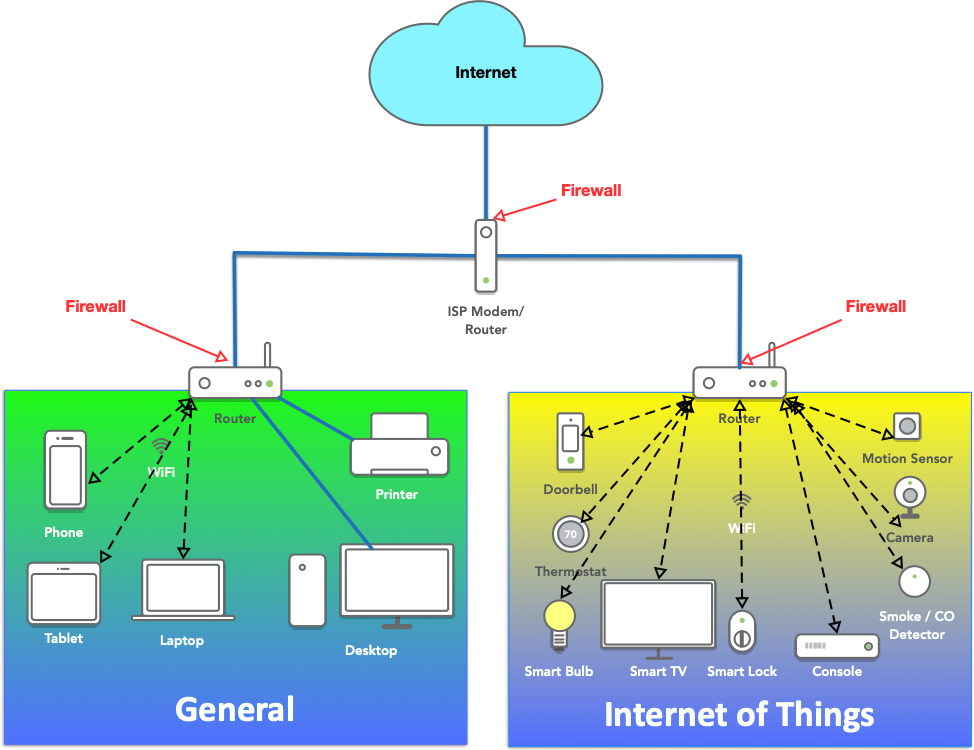 Internet
Firewall
ISP Modem/
Router
Firewall
Firewall
Router
Router
WiFi
Phone
Printer
Tablet
Laptop
Desktop
General
Doorbell
Motion Sensor
70
Thermostat
WiFi
Camera
Smoke / CO
Detector
Smart Bulb
Smart TV
Smart Lock
Console
Internet of Things